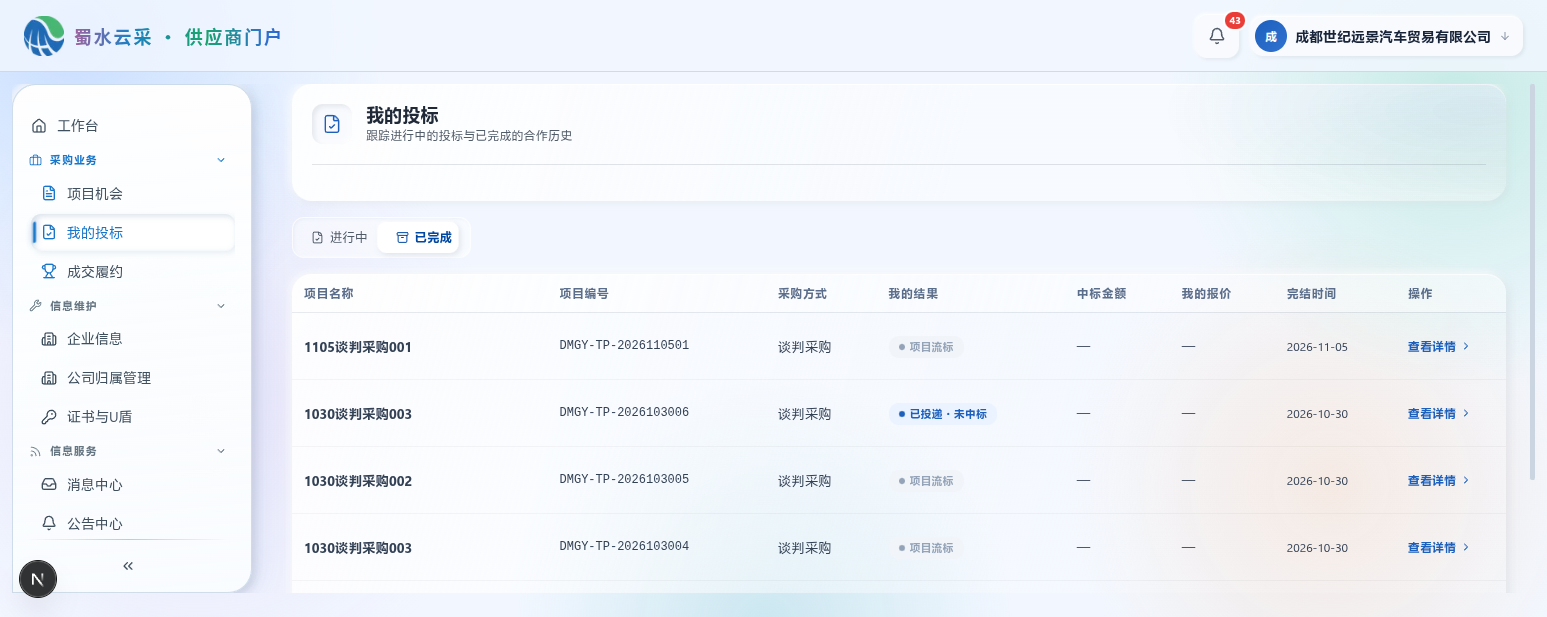 蜀水云采 · 供应商门户
43
成 成都世纪远景汽车贸易有限公司
工作台
采购业务
项目机会
我的投标
成交履约
信息维护
企业信息
公司归属管理
证书与U盾
信息服务
消息中心
公告中心
N
我的投标
跟踪进行中的投标与已完成的合作历史
进行中 已完成
项目名称 项目编号 采购方式 我的结果 中标金额 我的报价 完结时间 操作
1105谈判采购001 DMGY-TP-2026110501 谈判采购 项目流标 — — 2026-11-05 查看详情
1030谈判采购003 DMGY-TP-2026103006 谈判采购 已投递·未中标 — — 2026-10-30 查看详情
1030谈判采购002 DMGY-TP-2026103005 谈判采购 项目流标 — — 2026-10-30 查看详情
1030谈判采购003 DMGY-TP-2026103004 谈判采购 项目流标 — — 2026-10-30 查看详情